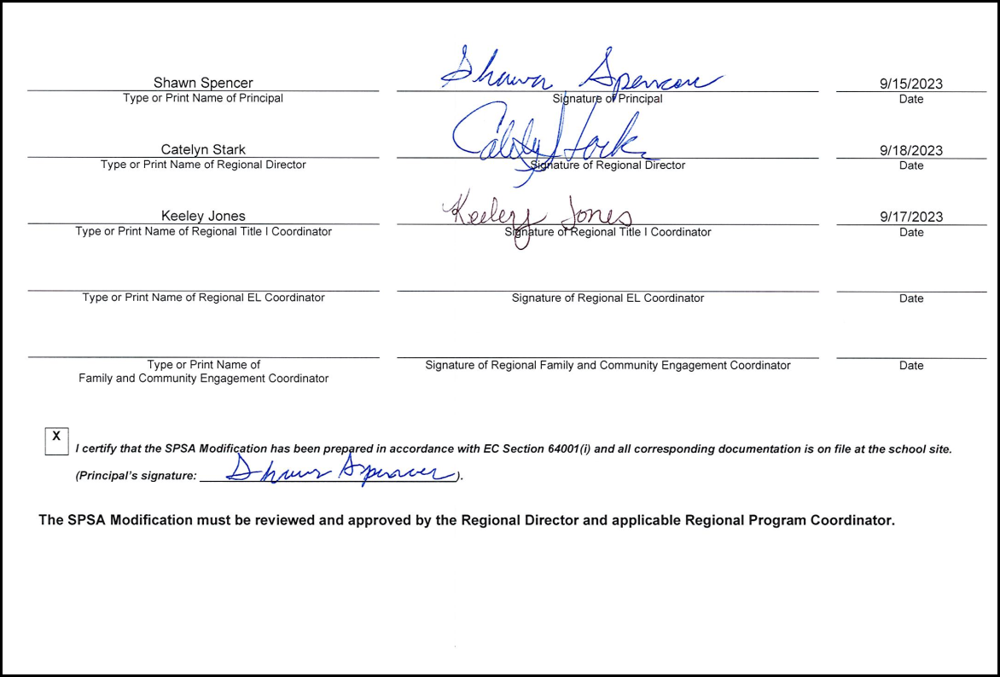 Shawn Spencer Shawn Spencer 9/15/2023
Type or Print Name of Principal Signature of Principal Date
Catelyn Stark Catelyn Stark 9/18/2023
Type or Print Name of Regional Director Signature of Regional Director Date
Keeley Jones Keeley Jones 9/17/2023
Type or Print Name of Regional Title I Coordinator Signature of Regional Title I Coordinator Date
Type or Print Name of Regional EL Coordinator Signature of Regional EL Coordinator Date
Type or Print Name of Signature of Regional Family and Community Engagement Coordinator Date
Family and Community Engagement Coordinator
X
I certify that the SPSA Modification has been prepared in accordance with EC Section 64001(i) and all corresponding documentation is on file at the school site.
(Principal's signature: Shawn Spencer ).
The SPSA Modification must be reviewed and approved by the Regional Director and applicable Regional Program Coordinator.